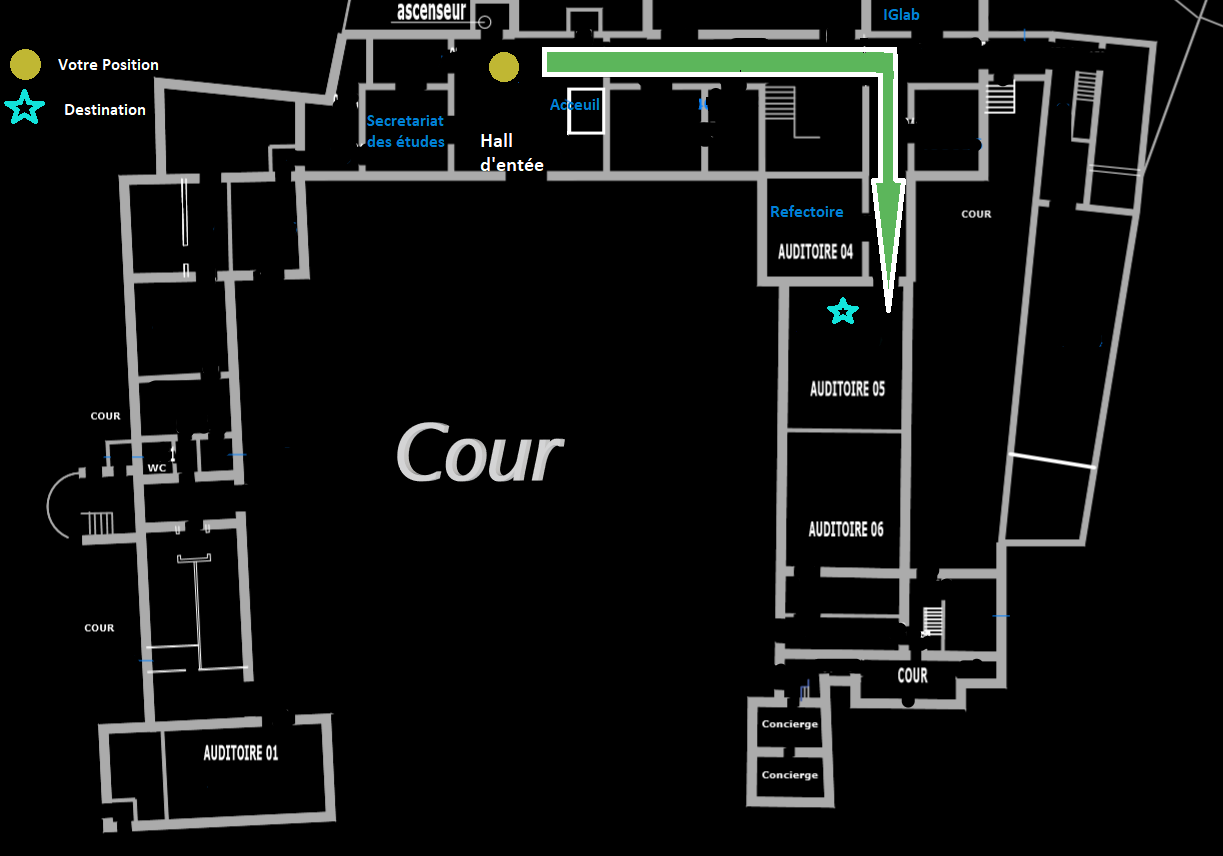 ascenseur
IGlab
Votre Position
Destination
Acceuil
Secretariat
des études
Hall
d'entée
Refectoire
COUR
AUDITOIRE 04
AUDITOIRE 05
COUR
Cour
WC
AUDITOIRE 06
COUR
COUR
Concierge
AUDITOIRE 01
Concierge